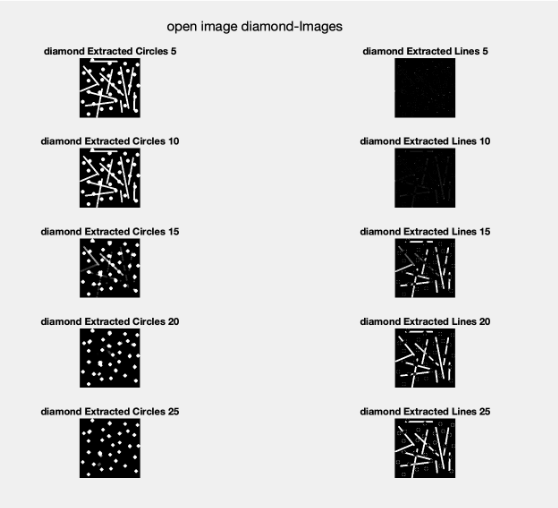 open image diamond-Images
diamond Extracted Circles 5
diamond Extracted Lines 5
diamond Extracted Circles 10
diamond Extracted Lines 10
diamond Extracted Circles 15
diamond Extracted Lines 15
diamond Extracted Circles 20
diamond Extracted Lines 20
diamond Extracted Circles 25
diamond Extracted Lines 25